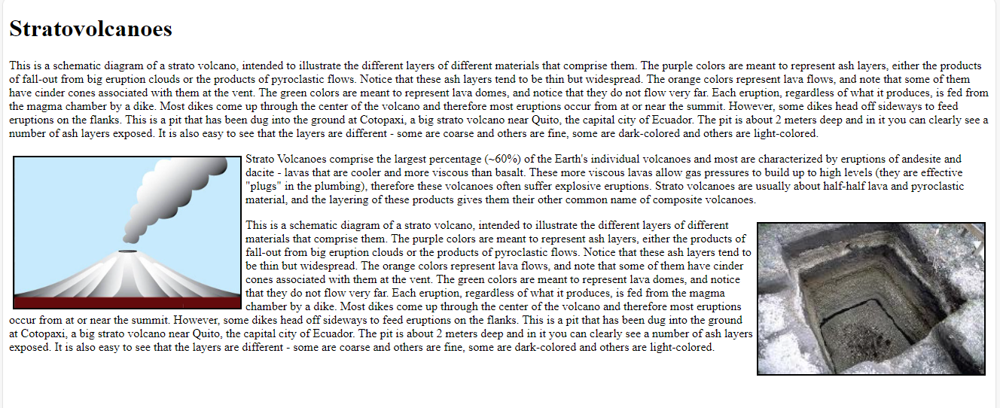 Stratovolcanoes
This is a schematic diagram of a strato volcano, intended to illustrate the different layers of different materials that comprise them. The purple colors are meant to represent ash layers, either the products
of fall-out from big eruption clouds or the products of pyroclastic flows. Notice that these ash layers tend to be thin but widespread. The orange colors represent lava flows, and note that some of them
have cinder cones associated with them at the vent. The green colors are meant to represent lava domes, and notice that they do not flow very far. Each eruption, regardless of what it produces, is fed from
the magma chamber by a dike. Most dikes come up through the center of the volcano and therefore most eruptions occur from at or near the summit. However, some dikes head off sideways to feed
eruptions on the flanks. This is a pit that has been dug into the ground at Cotopaxi, a big strato volcano near Quito, the capital city of Ecuador. The pit is about 2 meters deep and in it you can clearly see a
number of ash layers exposed. It is also easy to see that the layers are different - some are coarse and others are fine, some are dark-colored and others are light-colored.
Strato Volcanoes comprise the largest percentage (~60%) of the Earth's individual volcanoes and most are characterized by eruptions of andesite and
dacite - lavas that are cooler and more viscous than basalt. These more viscous lavas allow gas pressures to build up to high levels (they are effective
"plugs" in the plumbing), therefore these volcanoes often suffer explosive eruptions. Strato volcanoes are usually about half-half lava and pyroclastic
material, and the layering of these products gives them their other common name of composite volcanoes.
This is a schematic diagram of a strato volcano, intended to illustrate the different layers of different
materials that comprise them. The purple colors are meant to represent ash layers, either the products of
fall-out from big eruption clouds or the products of pyroclastic flows. Notice that these ash layers tend to
be thin but widespread. The orange colors represent lava flows, and note that some of them have cinder
cones associated with them at the vent. The green colors are meant to represent lava domes, and notice
that they do not flow very far. Each eruption, regardless of what it produces, is fed from the magma
chamber by a dike. Most dikes come up through the center of the volcano and therefore most eruptions
occur from at or near the summit. However, some dikes head off sideways to feed eruptions on the flanks. This is a pit that has been dug into the ground
at Cotopaxi, a big strato volcano near Quito, the capital city of Ecuador. The pit is about 2 meters deep and in it you can clearly see a number of ash layers
exposed. It is also easy to see that the layers are different - some are coarse and others are fine, some are dark-colored and others are light-colored.